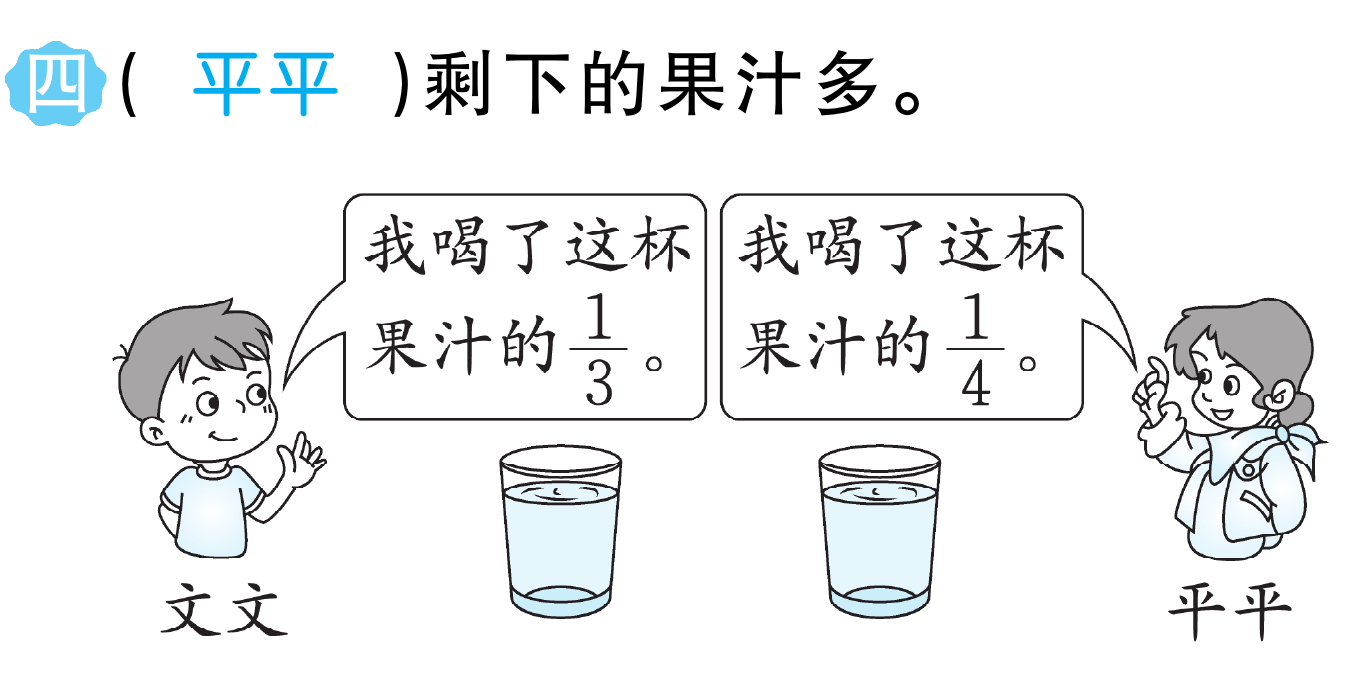 四( 平平 )剩下的果汁多。
我喝了这杯
果汁的1/3。
我喝了这杯
果汁的1/4。
文文
平平